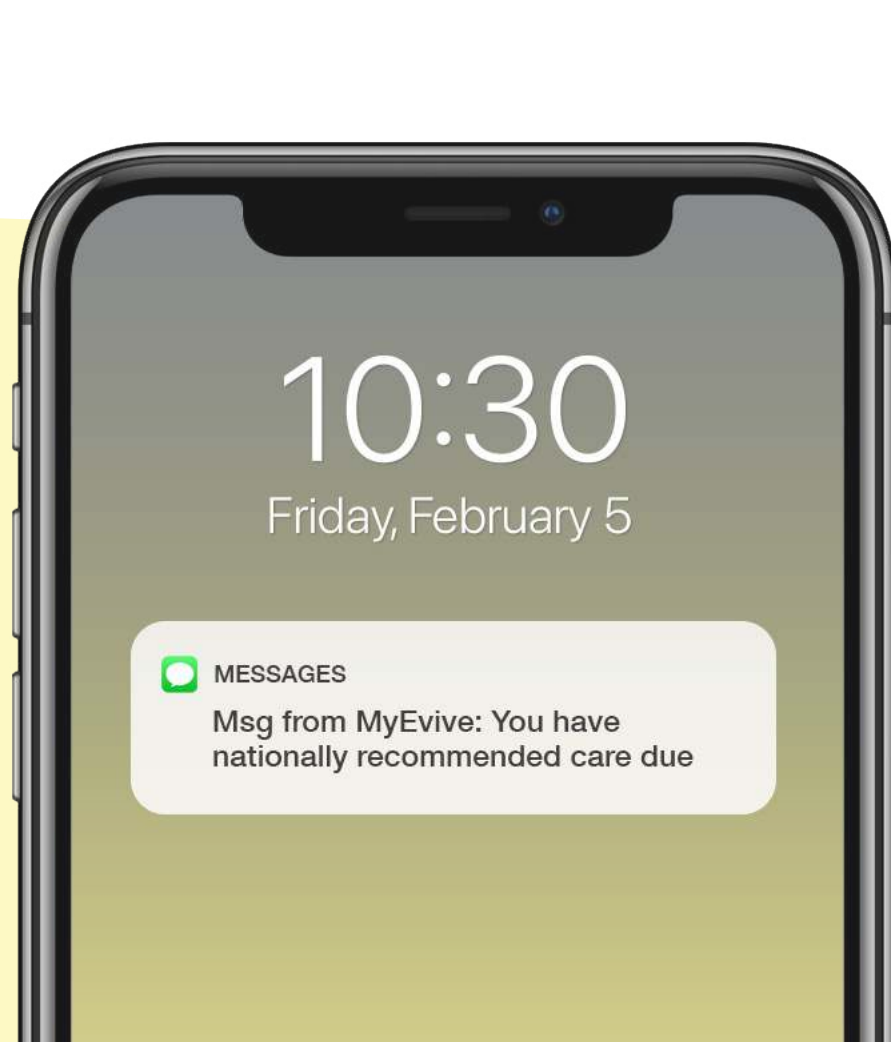 10:30
Friday, February 5
MESSAGES
Msg from MyEvive: You have
nationally recommended care due